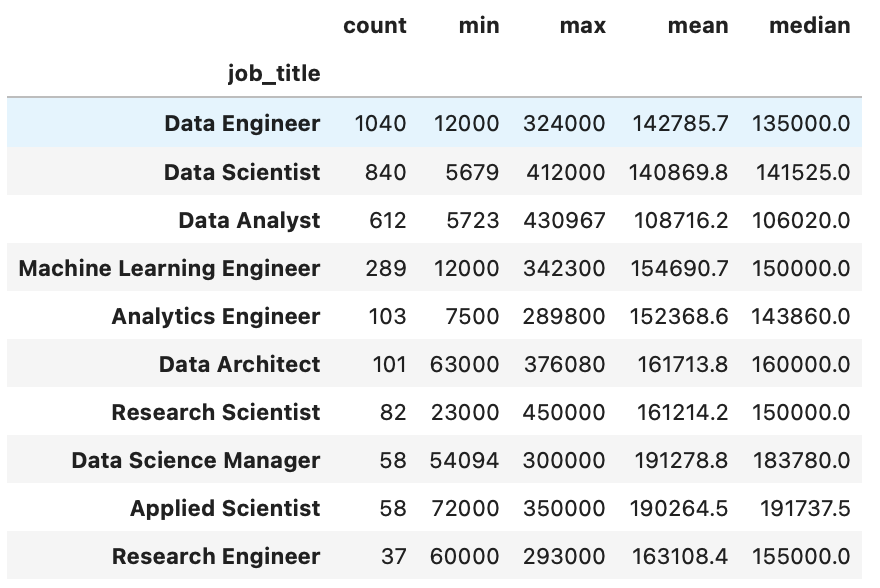 count min max mean median
job_title
Data Engineer 1040 12000 324000 142785.7 135000.0
Data Scientist 840 5679 412000 140869.8 141525.0
Data Analyst 612 5723 430967 108716.2 106020.0
Machine Learning Engineer 289 12000 342300 154690.7 150000.0
Analytics Engineer 103 7500 289800 152368.6 143860.0
Data Architect 101 63000 376080 161713.8 160000.0
Research Scientist 82 23000 450000 161214.2 150000.0
Data Science Manager 58 54094 300000 191278.8 183780.0
Applied Scientist 58 72000 350000 190264.5 191737.5
Research Engineer 37 60000 293000 163108.4 155000.0